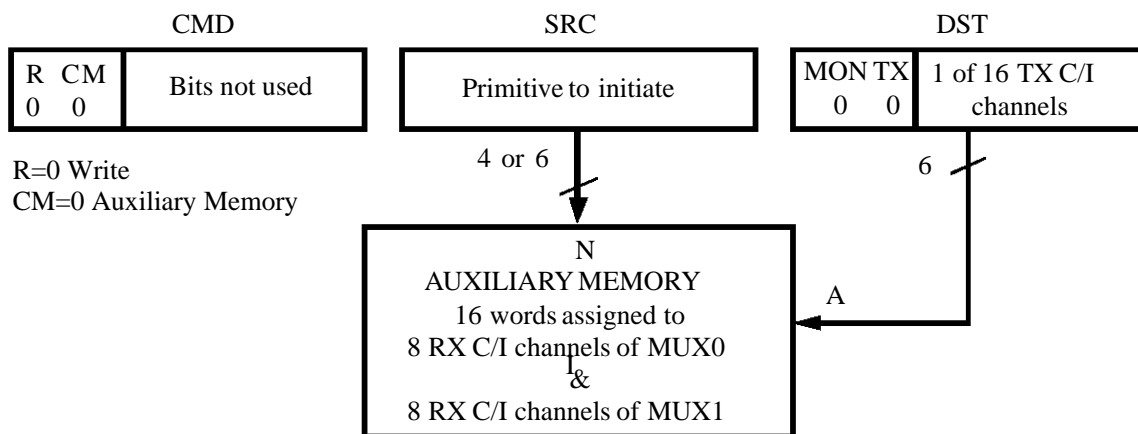 CMD
SRC
DST
R CM
0 0
Bits not used
Primitive to initiate
MON TX
0 0
1 of 16 TX C/I
channels
R=0 Write
CM=0 Auxiliary Memory
4 or 6
6
N
AUXILIARY MEMORY
16 words assigned to
8 RX C/I channels of MUX0
I
&
8 RX C/I channels of MUX1
A